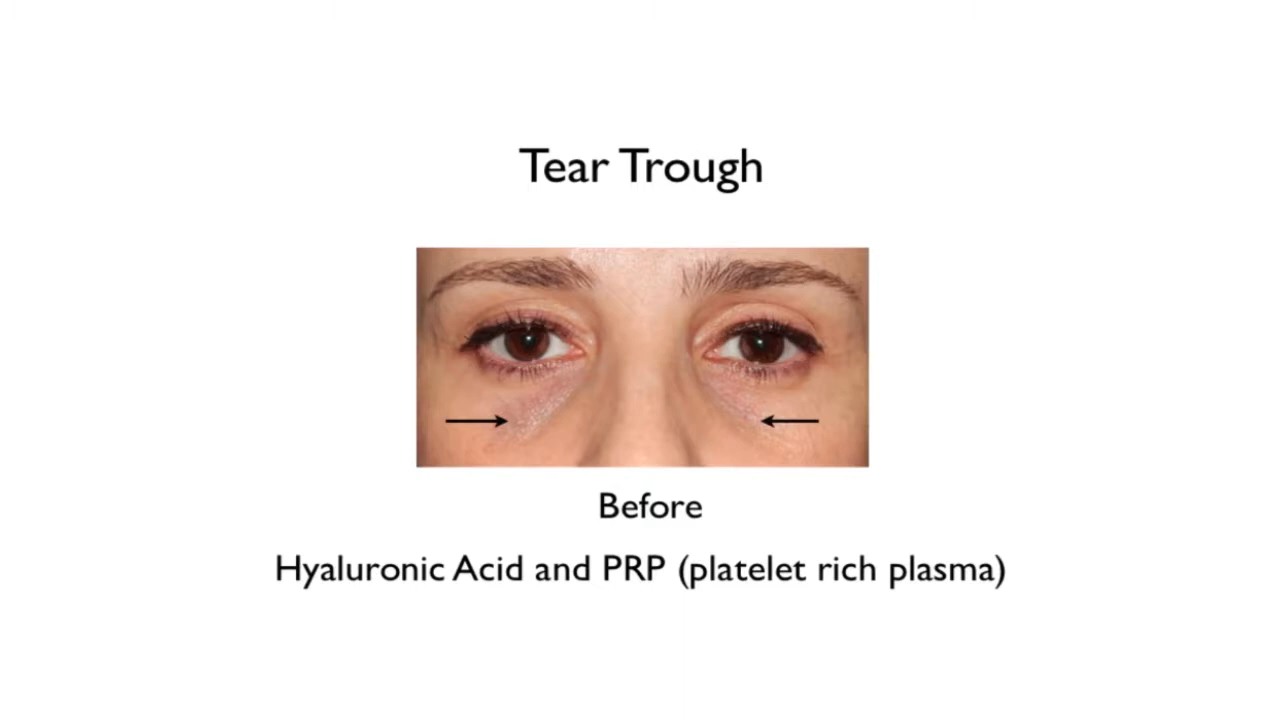 Tear Trough
Before
Hyaluronic Acid and PRP (platelet rich plasma)